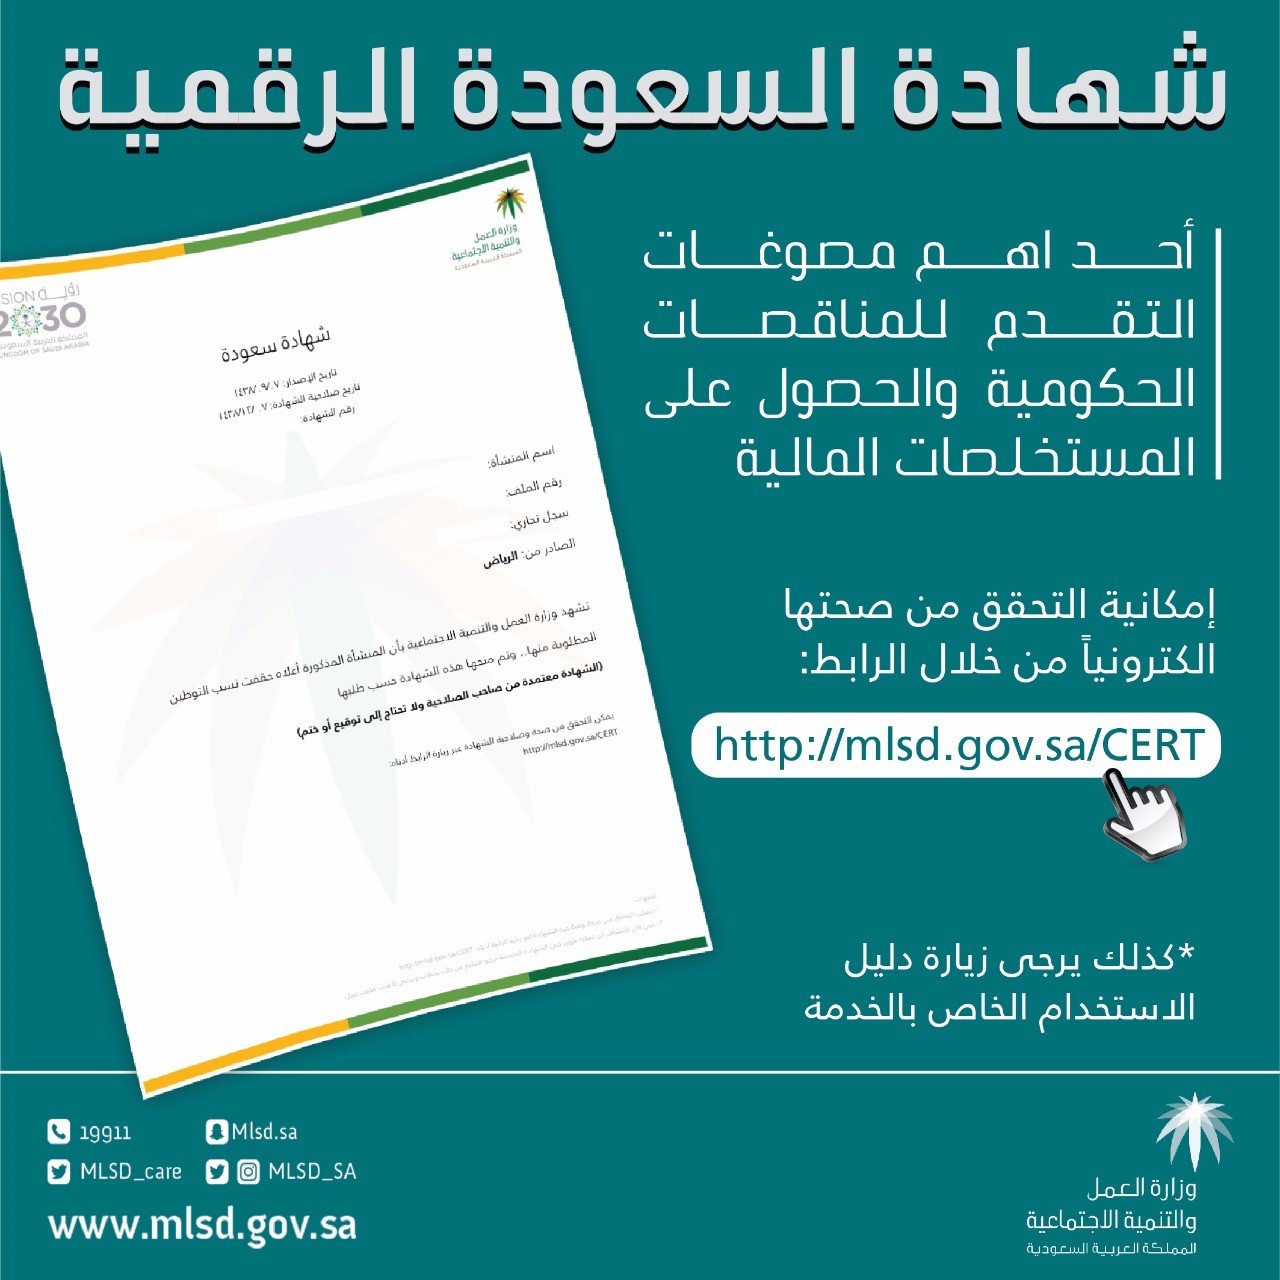 شهادة السعودة الرقمية
أحد اهم مصوغات
التقدم للمناقصات
الحكومية والحصول على
المستخلصات المالية
إمكانية التحقق من صحتها
الكترونياً من خلال الرابط:
http://mlsd.gov.sa/CERT
*كذلك يرجى زيارة دليل
الاستخدام الخاص بالخدمة
وزارة العمل
والتنمية الاجتماعية
المملكة العربية السعودية
SION رؤية
2030
المملكة العربية السعودية
NGDOM OF SAUDI ARABIA
شهادة سعودة
تاريخ الإصدار: ١٤٣٨/٠٩/٠٧
تاريخ صلاحية الشهادة: ١٤٣٨/١٢/٠٧
رقم الشهادة:
اسم المنشأة:
رقم الملف:
سجل تجاري:
الصادر من: الرياض
تشهد وزارة العمل والتنمية الاجتماعية بأن المنشأة المذكورة أعلاه حققت نسب التوطين
المطلوبة منها.. وتم منحها هذه الشهادة حسب طلبها
(الشهادة معتمدة من صاحب الصلاحية ولا تحتاج إلى توقيع أو ختم)
يمكن التحقق من صحة وصلاحية الشهادة عبر زيارة الرابط أدناه:
http://mlsd.gov.sa/CERT
19911
Mlsd.sa
MLSD_care
MLSD_SA
www.mlsd.gov.sa
وزارة العمل
والتنمية الاجتماعية
المملكة العربية السعودية